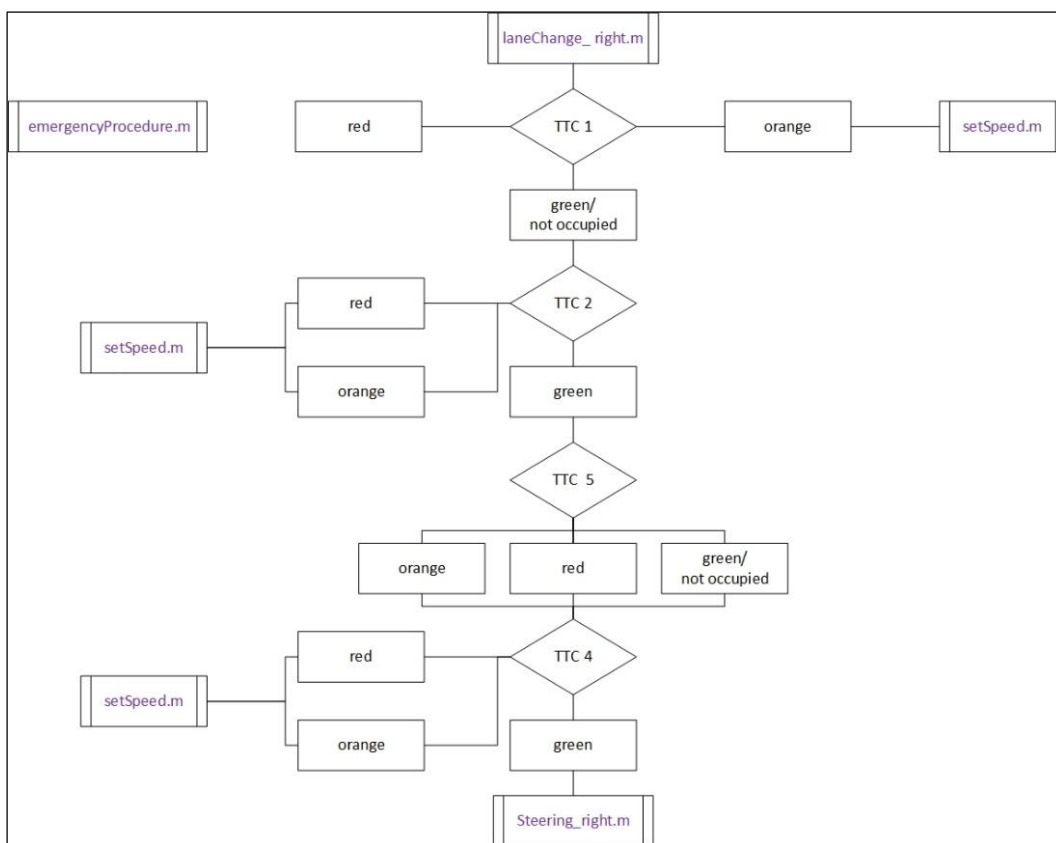 laneChange_ right.m
emergencyProcedure.m
red
TTC 1
orange
setSpeed.m
green/
not occupied
red
TTC 2
setSpeed.m
orange
green
TTC 5
orange
red
green/
not occupied
red
TTC 4
setSpeed.m
orange
green
Steering_right.m